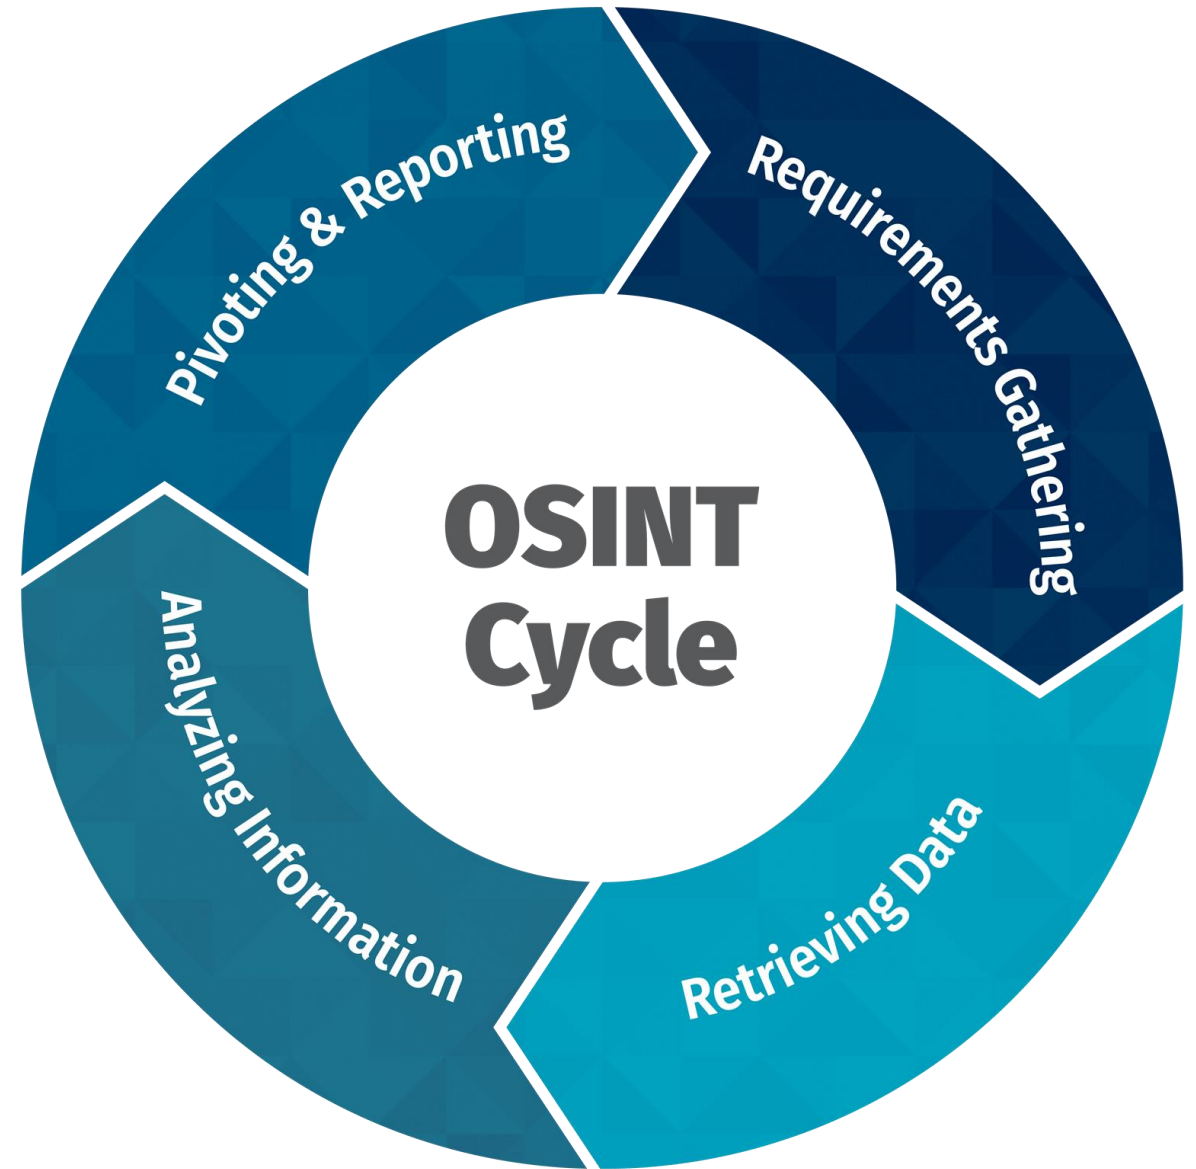 OSINT
Cycle
Requirements Gathering
Retrieving Data
Analyzing Information
Pivoting & Reporting